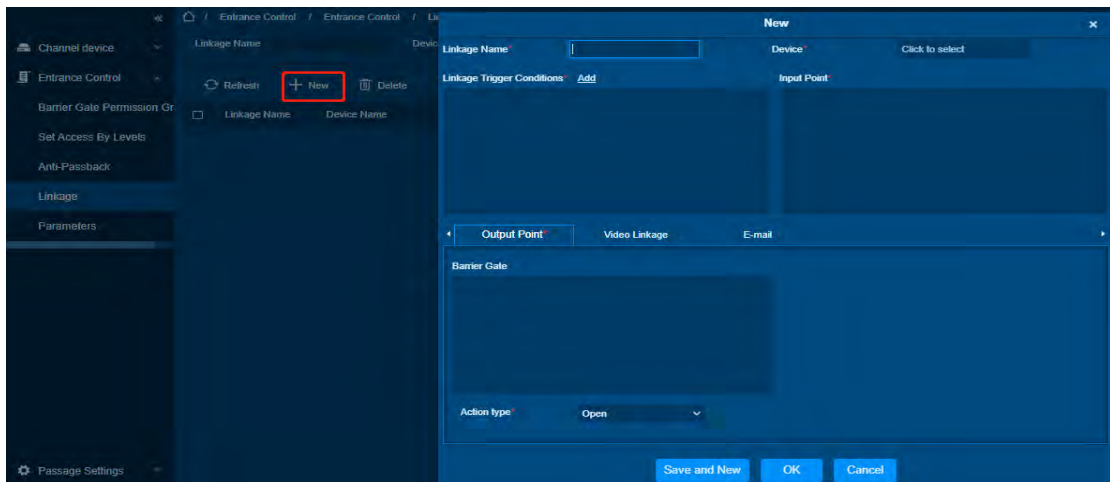 «
/ Entrance Control / Entrance Control / Li
New
×
Channel device
Linkage Name
Devic
Linkage Name*
Device*
Click to select
Entrance Control
Refresh
New
Delete
Linkage Trigger Conditions Add
Input Point
Barrier Gate Permission Gr
Linkage Name
Device Name
Set Access By Levels
Anti-Passback
Linkage
Parameters
Output Point*
Video Linkage
E-mail
Barrier Gate
Action type*
Open
Passage Settings
Save and New
OK
Cancel